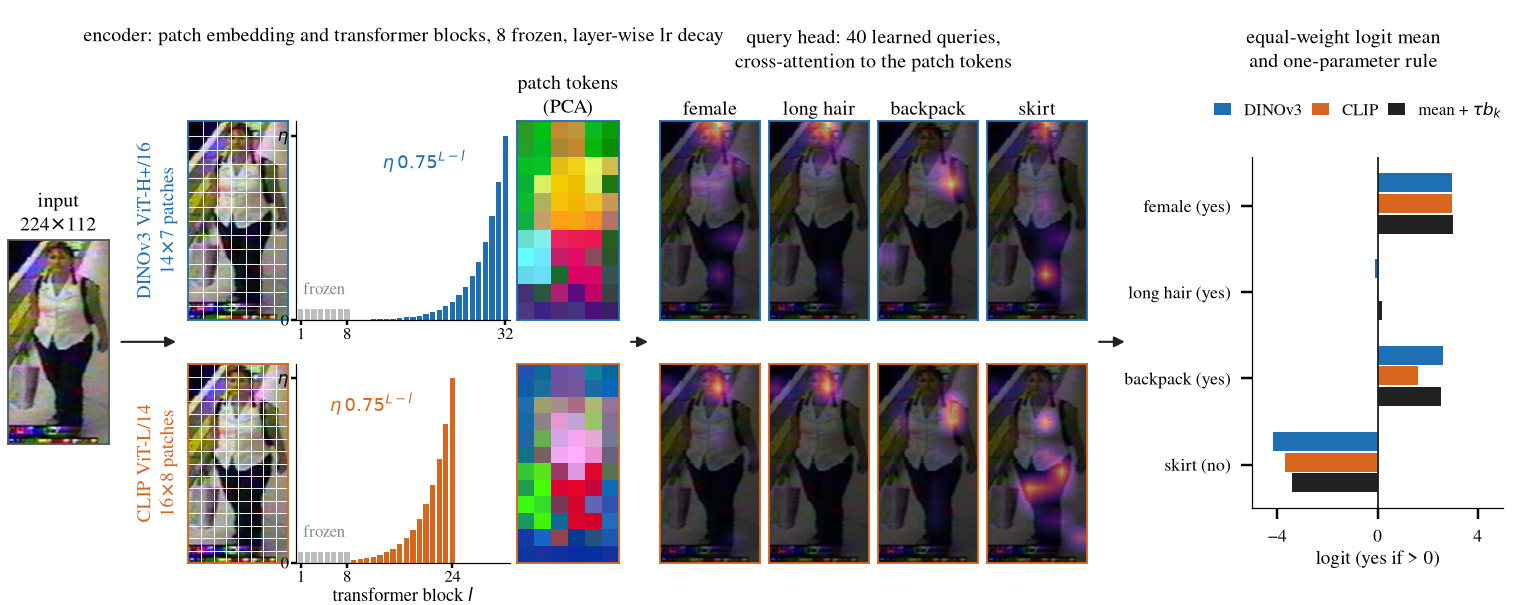 encoder: patch embedding and transformer blocks, 8 frozen, layer-wise lr decay
query head: 40 learned queries,
cross-attention to the patch tokens
equal-weight logit mean
and one-parameter rule
patch tokens
(PCA)
female
long hair
backpack
skirt
DINOv3
CLIP
mean + τb_k
input
224×112
DINOv3 ViT-H+/16
14×7 patches
η
η 0.75^{L−l}
frozen
0
1
8
32
CLIP ViT-L/14
16×8 patches
η
η 0.75^{L−l}
frozen
0
1
8
24
transformer block l
female (yes)
long hair (yes)
backpack (yes)
skirt (no)
−4
0
4
logit (yes if > 0)